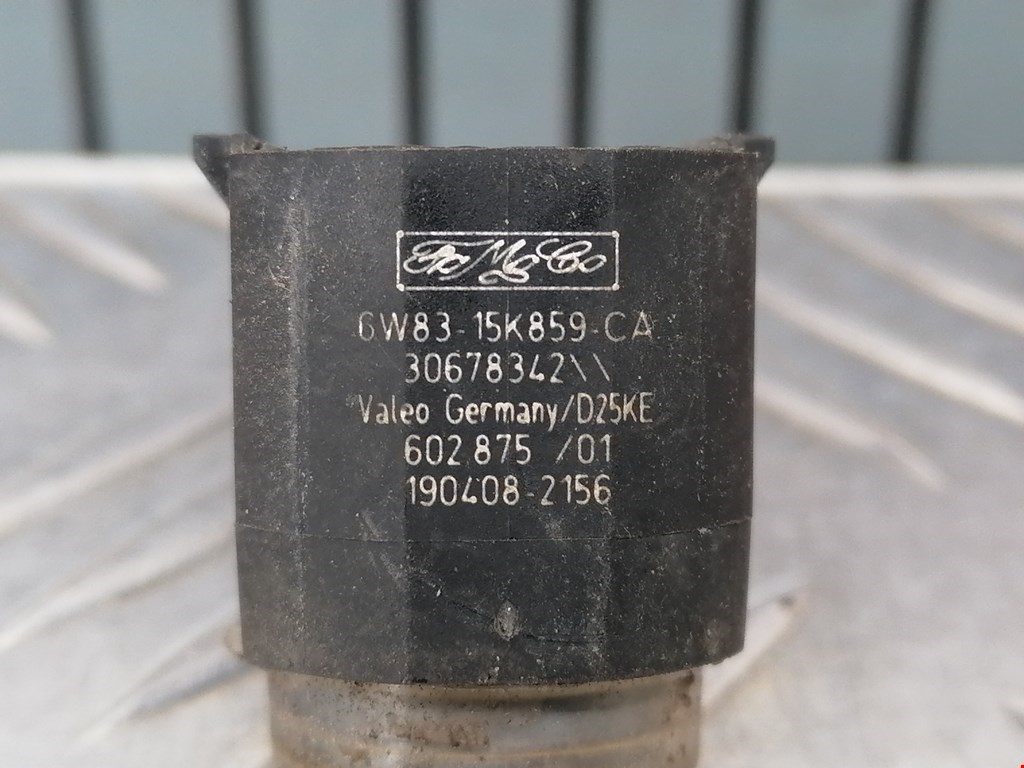 FoMoCo
6W83-15K859-CA
30678342\\
Valeo Germany/D25KE
602 875 /01
190408-2156